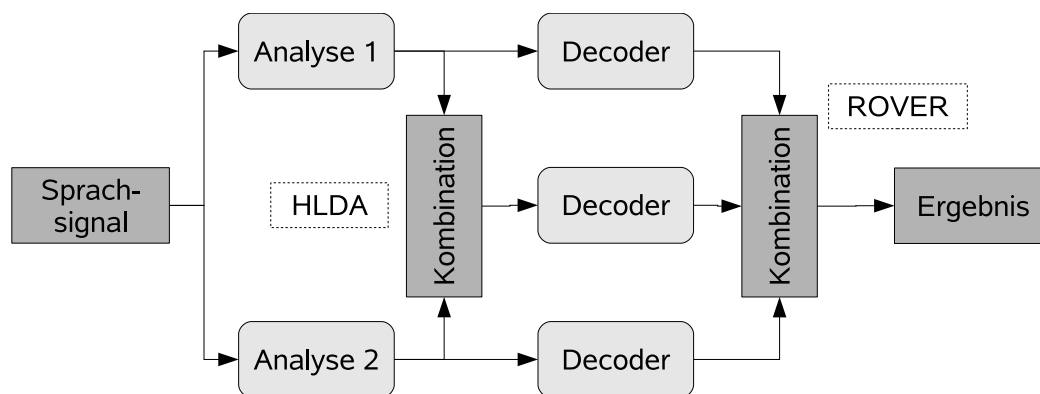 Analyse 1
Decoder
ROVER
Sprach-
signal
HLDA
Kombination
Decoder
Kombination
Ergebnis
Analyse 2
Decoder